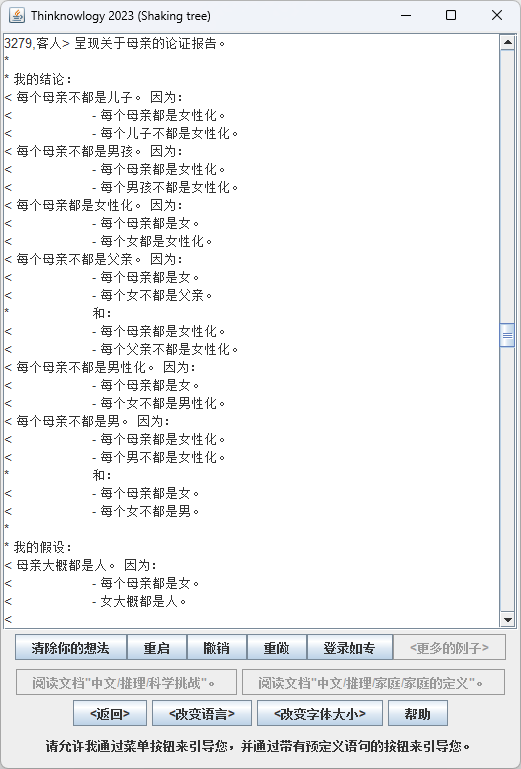 Thinknowlogy 2023 (Shaking tree)
3279,客人> 呈现关于母亲的论证报告。
*
* 我的结论：
< 每个母亲不都是儿子。 因为：
< - 每个母亲都是女性化。
< - 每个儿子不都是女性化。
< 每个母亲不都是男孩。 因为：
< - 每个母亲都是女性化。
< - 每个男孩不都是女性化。
< 每个母亲都是女性化。 因为：
< - 每个母亲都是女。
< - 每个女都是女性化。
< 每个母亲不都是父亲。 因为：
< - 每个母亲都是女。
< - 每个女不都是父亲。
* 和：
< - 每个母亲都是女性化。
< - 每个父亲不都是女性化。
< 每个母亲不都是男性化。 因为：
< - 每个母亲都是女。
< - 每个女不都是男性化。
< 每个母亲不都是男。 因为：
< - 每个母亲都是女性化。
< - 每个男不都是女性化。
* 和：
< - 每个母亲都是女。
< - 每个女不都是男。
*
* 我的假设：
< 母亲大概都是人。 因为：
< - 每个母亲都是女。
< - 女大概都是人。
<
清除你的想法 重启 撤销 重做 登录如专 <更多的例子>
阅读文档"中文/推理/科学挑战"。 阅读文档"中文/推理/家庭/家庭的定义"。
<返回> <改变语言> <改变字体大小> 帮助
请允许我通过菜单按钮来引导您，并通过带有预定义语句的按钮来引导您。